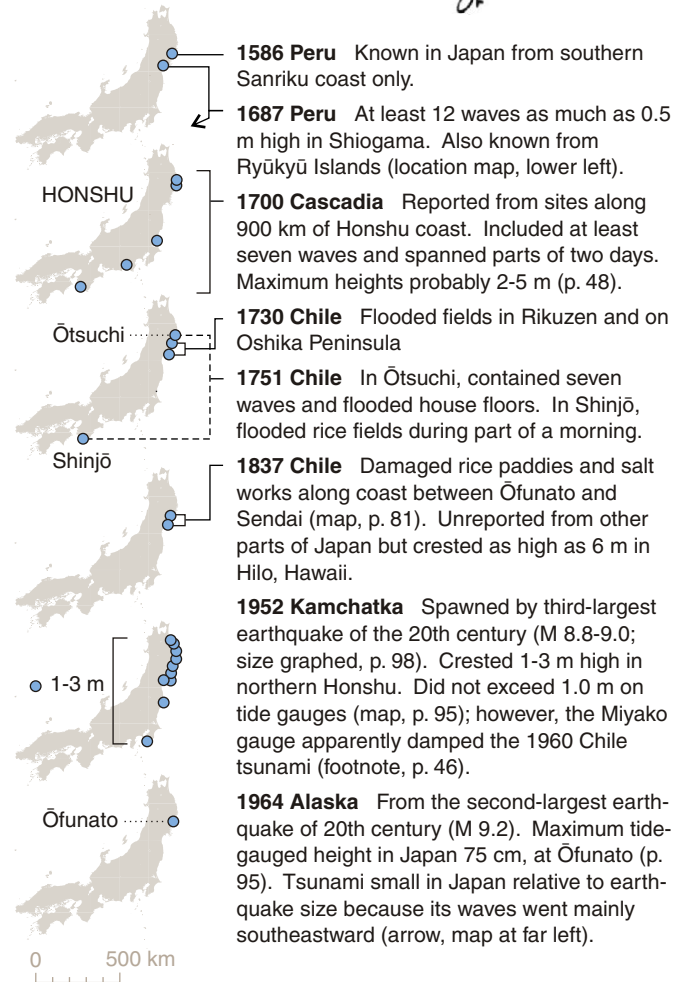 1586 Peru Known in Japan from southern
Sanriku coast only.
1687 Peru At least 12 waves as much as 0.5
m high in Shiogama. Also known from
Ryūkyū Islands (location map, lower left).
HONSHU
1700 Cascadia Reported from sites along
900 km of Honshu coast. Included at least
seven waves and spanned parts of two days.
Maximum heights probably 2-5 m (p. 48).
Ōtsuchi
1730 Chile Flooded fields in Rikuzen and on
Oshika Peninsula
1751 Chile In Ōtsuchi, contained seven
waves and flooded house floors. In Shinjō,
flooded rice fields during part of a morning.
Shinjō
1837 Chile Damaged rice paddies and salt
works along coast between Ōfunato and
Sendai (map, p. 81). Unreported from other
parts of Japan but crested as high as 6 m in
Hilo, Hawaii.
1952 Kamchatka Spawned by third-largest
earthquake of the 20th century (M 8.8-9.0;
size graphed, p. 98). Crested 1-3 m high in
northern Honshu. Did not exceed 1.0 m on
tide gauges (map, p. 95); however, the Miyako
gauge apparently damped the 1960 Chile
tsunami (footnote, p. 46).
1-3 m
1964 Alaska From the second-largest earth-
quake of 20th century (M 9.2). Maximum tide-
gauged height in Japan 75 cm, at Ōfunato (p.
95). Tsunami small in Japan relative to earth-
quake size because its waves went mainly
southeastward (arrow, map at far left).
Ōfunato
0 500 km